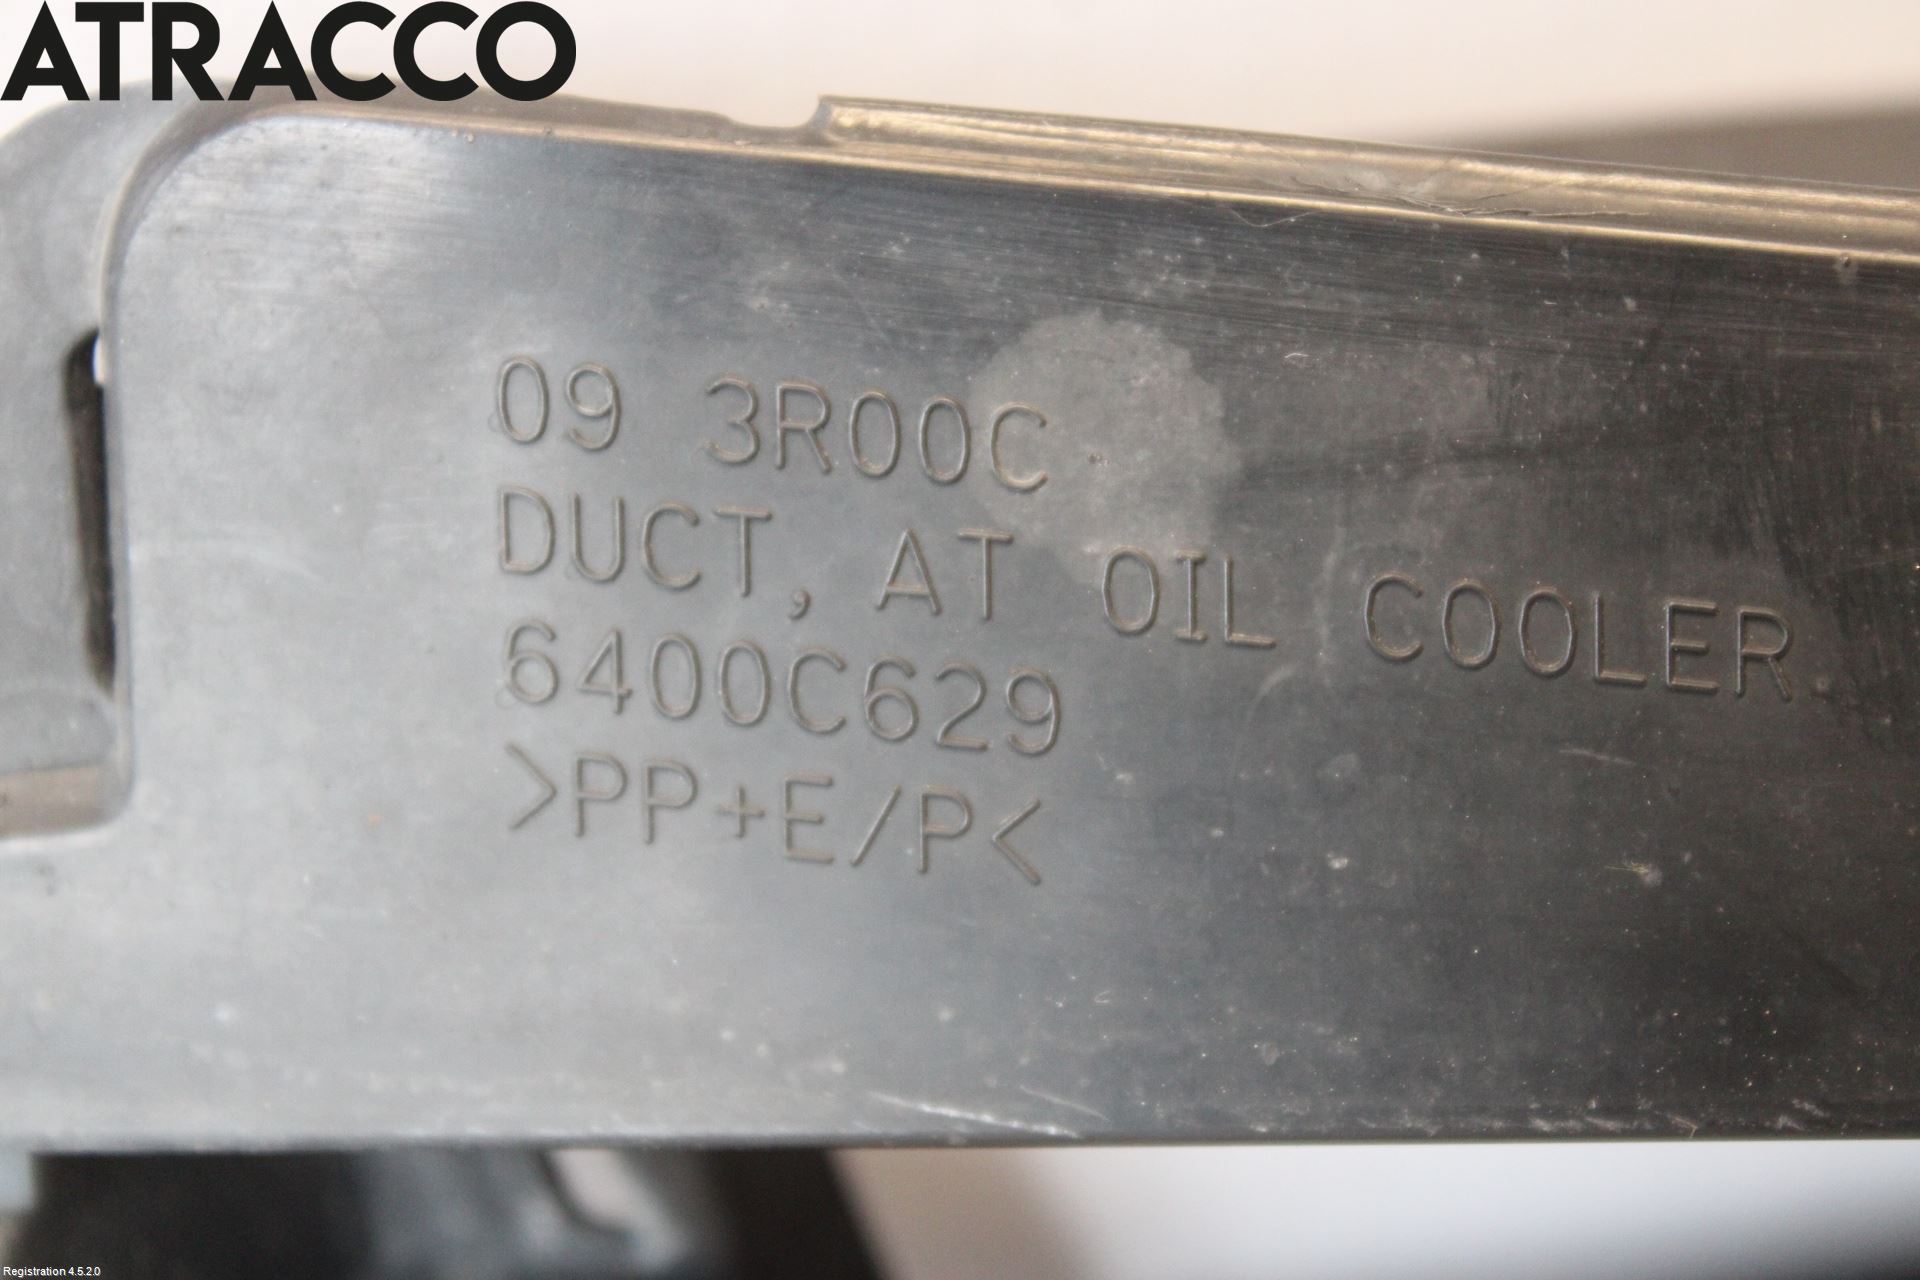 ATRACCO
09 3R00C
DUCT, AT OIL COOLER
6400C629
>PP+E/P<
Registration 4.5.2.0